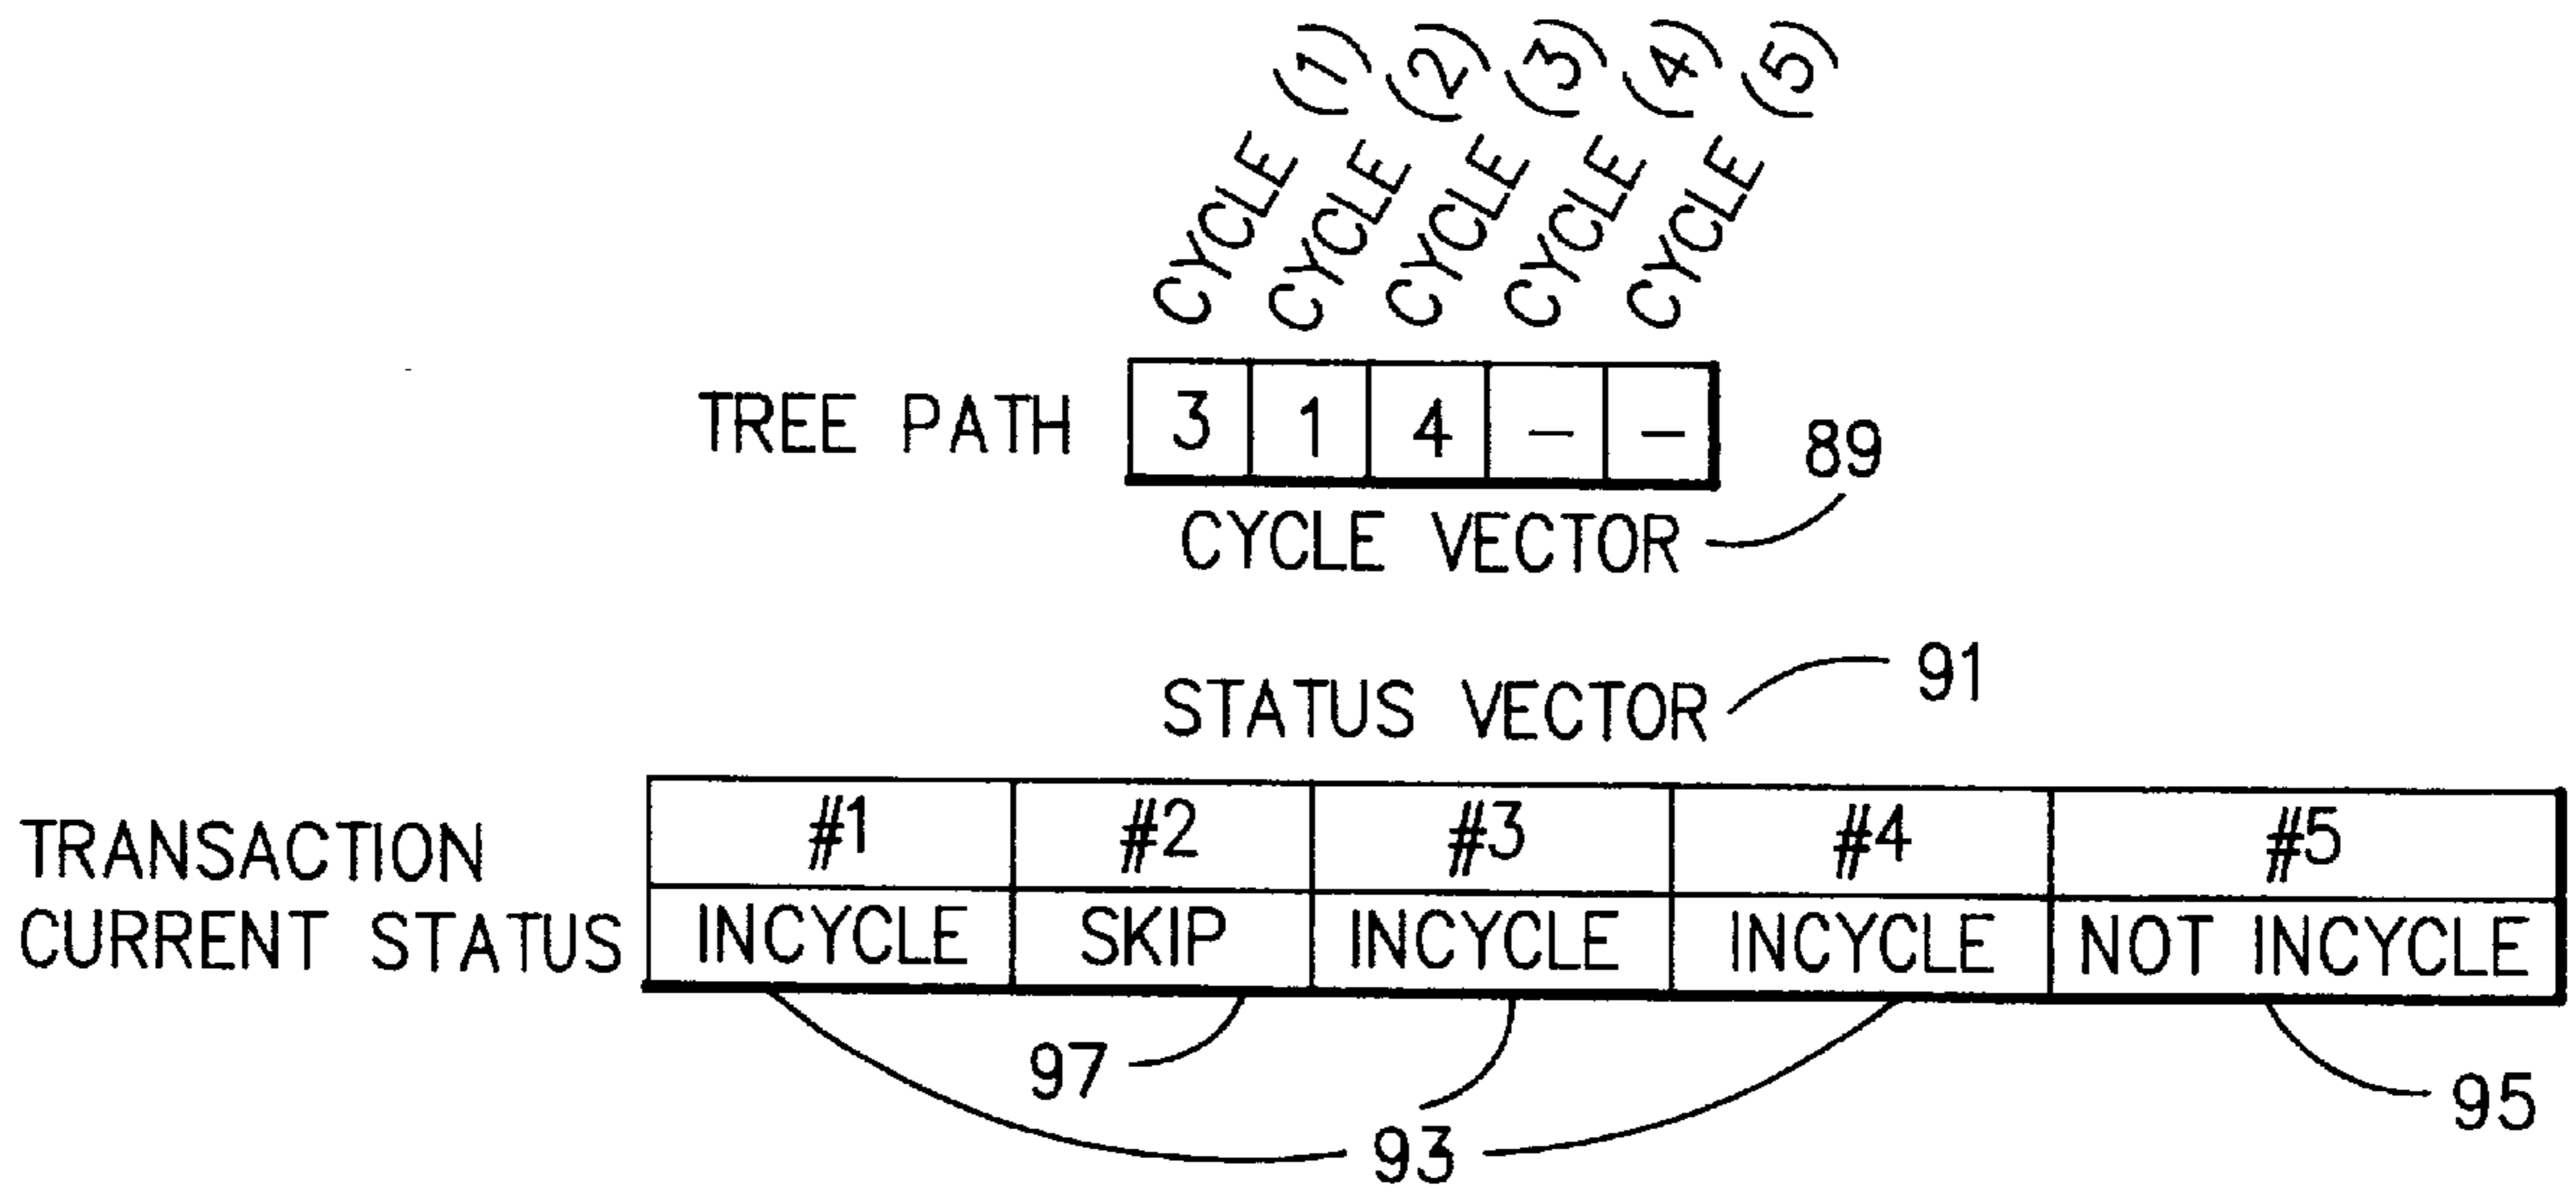 CYCLE (1) CYCLE (2) CYCLE (3) CYCLE (4) CYCLE (5)
TREE PATH 3 1 4 – –
89
CYCLE VECTOR
STATUS VECTOR 91
TRANSACTION #1 #2 #3 #4 #5
CURRENT STATUS INCYCLE SKIP INCYCLE INCYCLE NOT INCYCLE
97 93 95